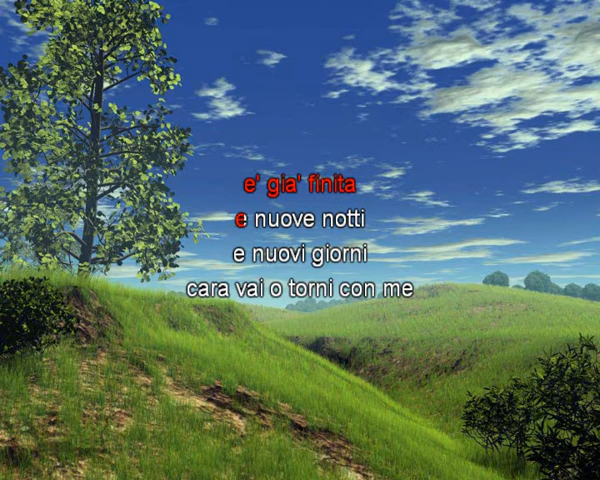 e' gia' finita
e nuove notti
e nuovi giorni
cara vai o torni con me